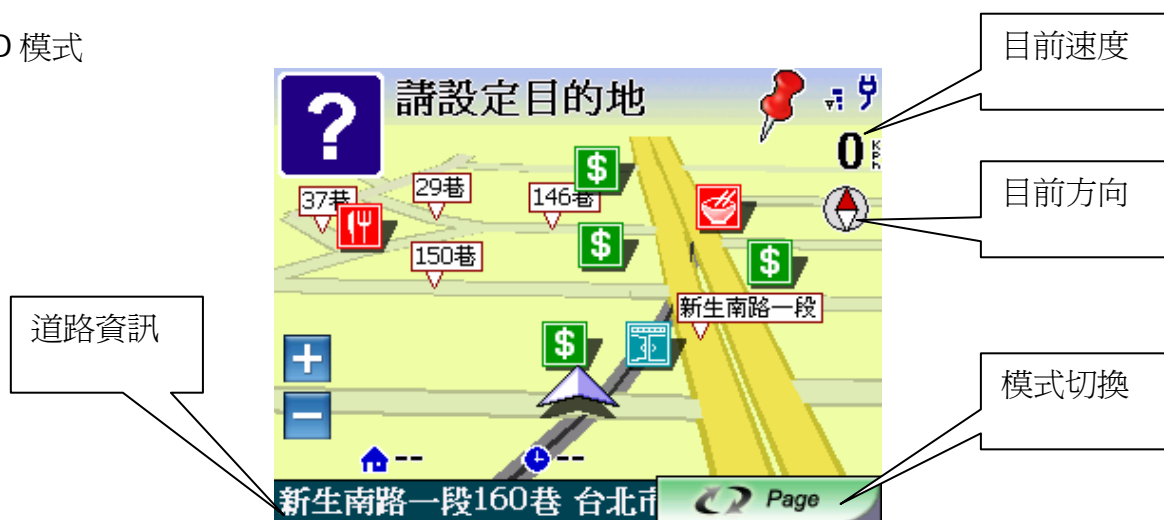 D 模式
目前速度
請設定目的地
0 KPH
目前方向
37巷
29巷
146巷
150巷
新生南路一段
道路資訊
模式切換
--
--
新生南路一段160巷 台北市
Page